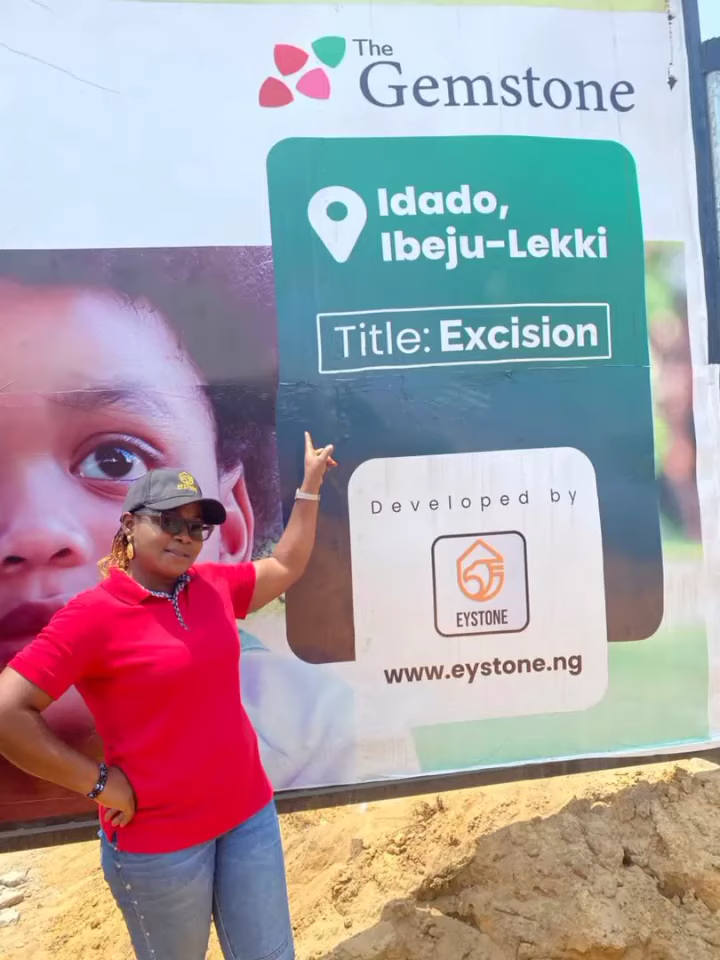 The
Gemstone
Idado,
Ibeju-Lekki
Title: Excision
Developed by
EYSTONE
www.eystone.ng